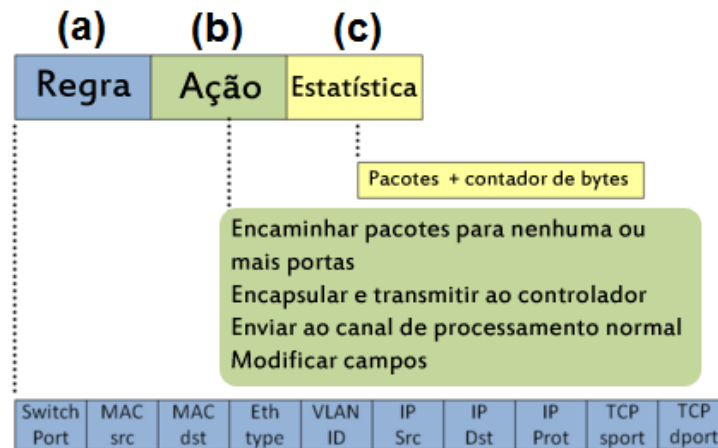 (a) (b) (c)
Regra Ação Estatística
Pacotes + contador de bytes
Encaminhar pacotes para nenhuma ou
mais portas
Encapsular e transmitir ao controlador
Enviar ao canal de processamento normal
Modificar campos
Switch MAC MAC Eth VLAN IP IP IP TCP TCP
Port src dst type ID Src Dst Prot sport dport